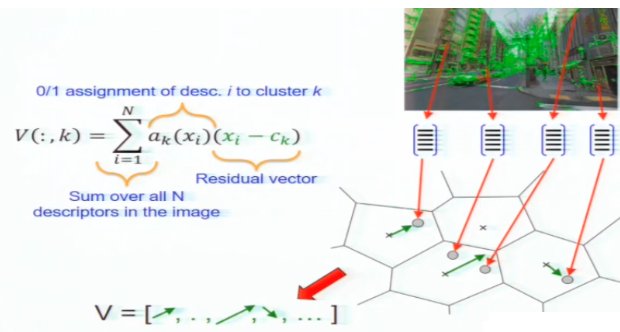 0/1 assignment of desc. i to cluster k
V(:,k) = ∑_{i=1}^{N} a_k(x_i)(x_i − c_k)
Residual vector
Sum over all N
descriptors in the image
V = [ , . , , , ... ]